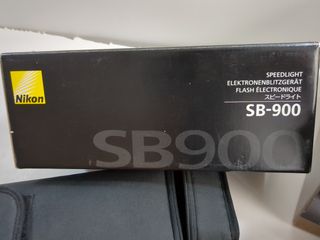 Nikon
SPEEDLIGHT
ELEKTRONENBLITZGERÄT
FLASH ÉLECTRONIQUE
スピードライト
SB-900
SB900